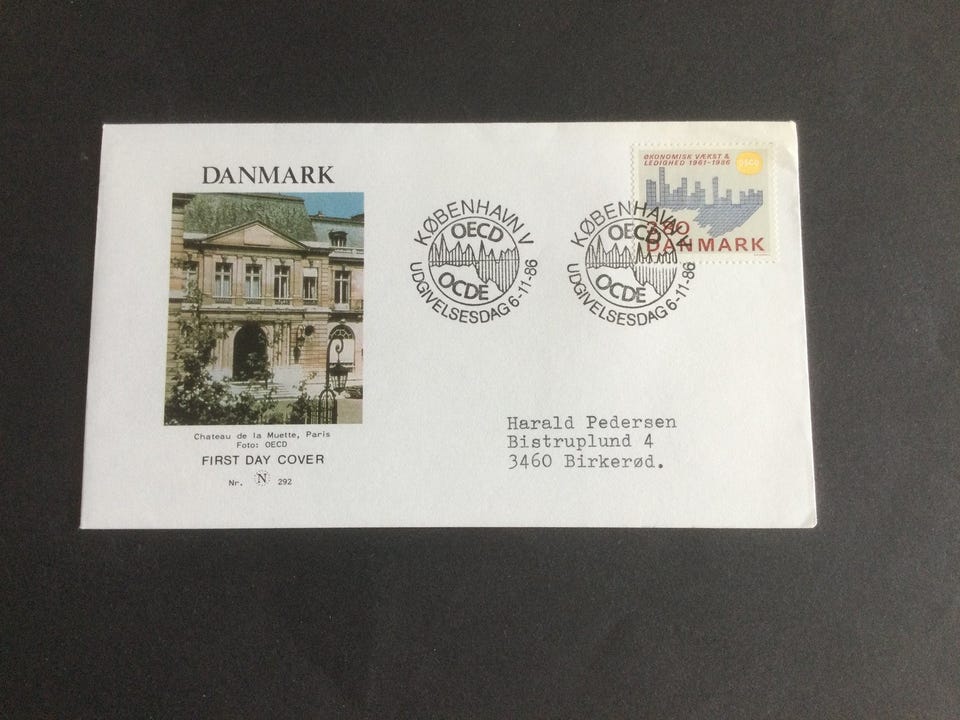 DANMARK
Chateau de la Muette, Paris
Foto: OECD
FIRST DAY COVER
Nr. N 292
KØBENHAVN V
OECD
OCDE
UDGIVELSESDAG 6-11-86
KØBENHAVN V
OECD
OCDE
UDGIVELSESDAG 6-11-86
ØKONOMISK VÆKST &
LEDIGHED 1961-1986
OECD
DANMARK
Harald Pedersen
Bistruplund 4
3460 Birkerød.